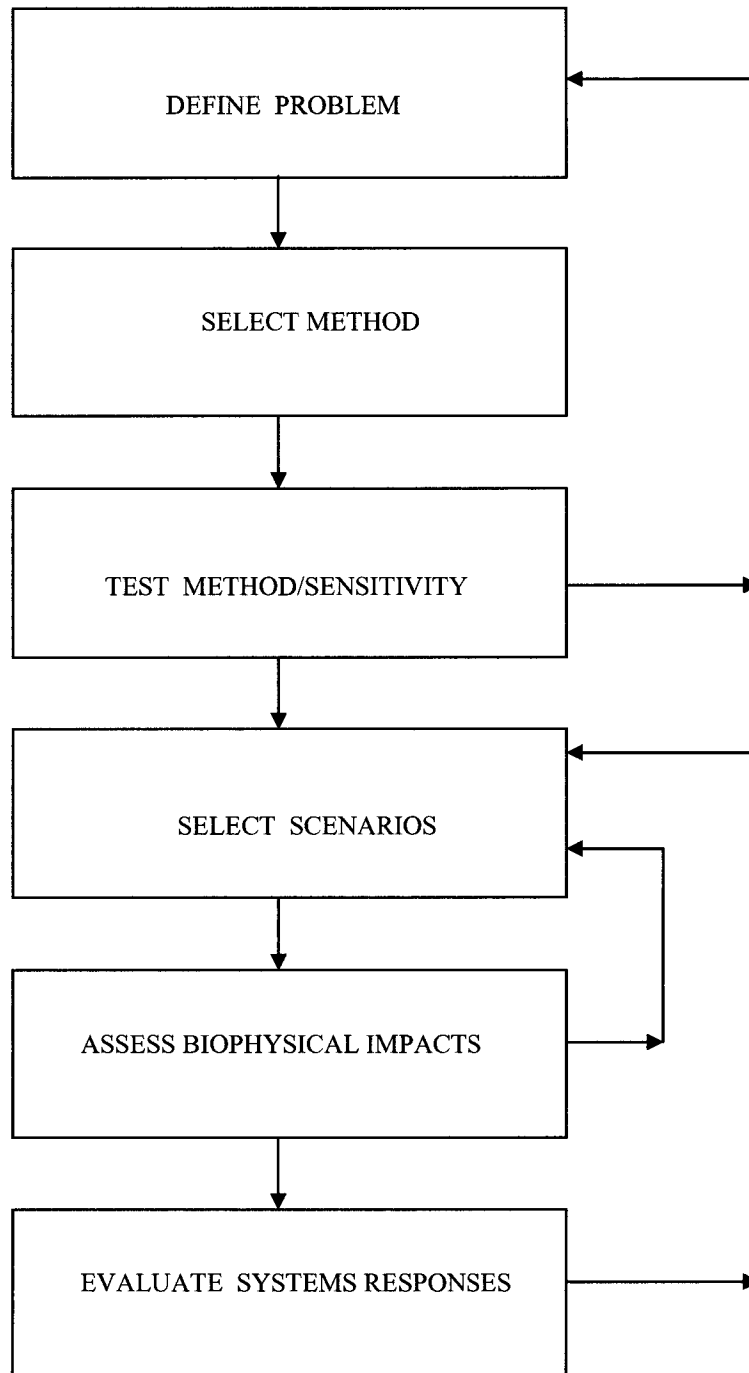 DEFINE PROBLEM
SELECT METHOD
TEST METHOD/SENSITIVITY
SELECT SCENARIOS
ASSESS BIOPHYSICAL IMPACTS
EVALUATE SYSTEMS RESPONSES